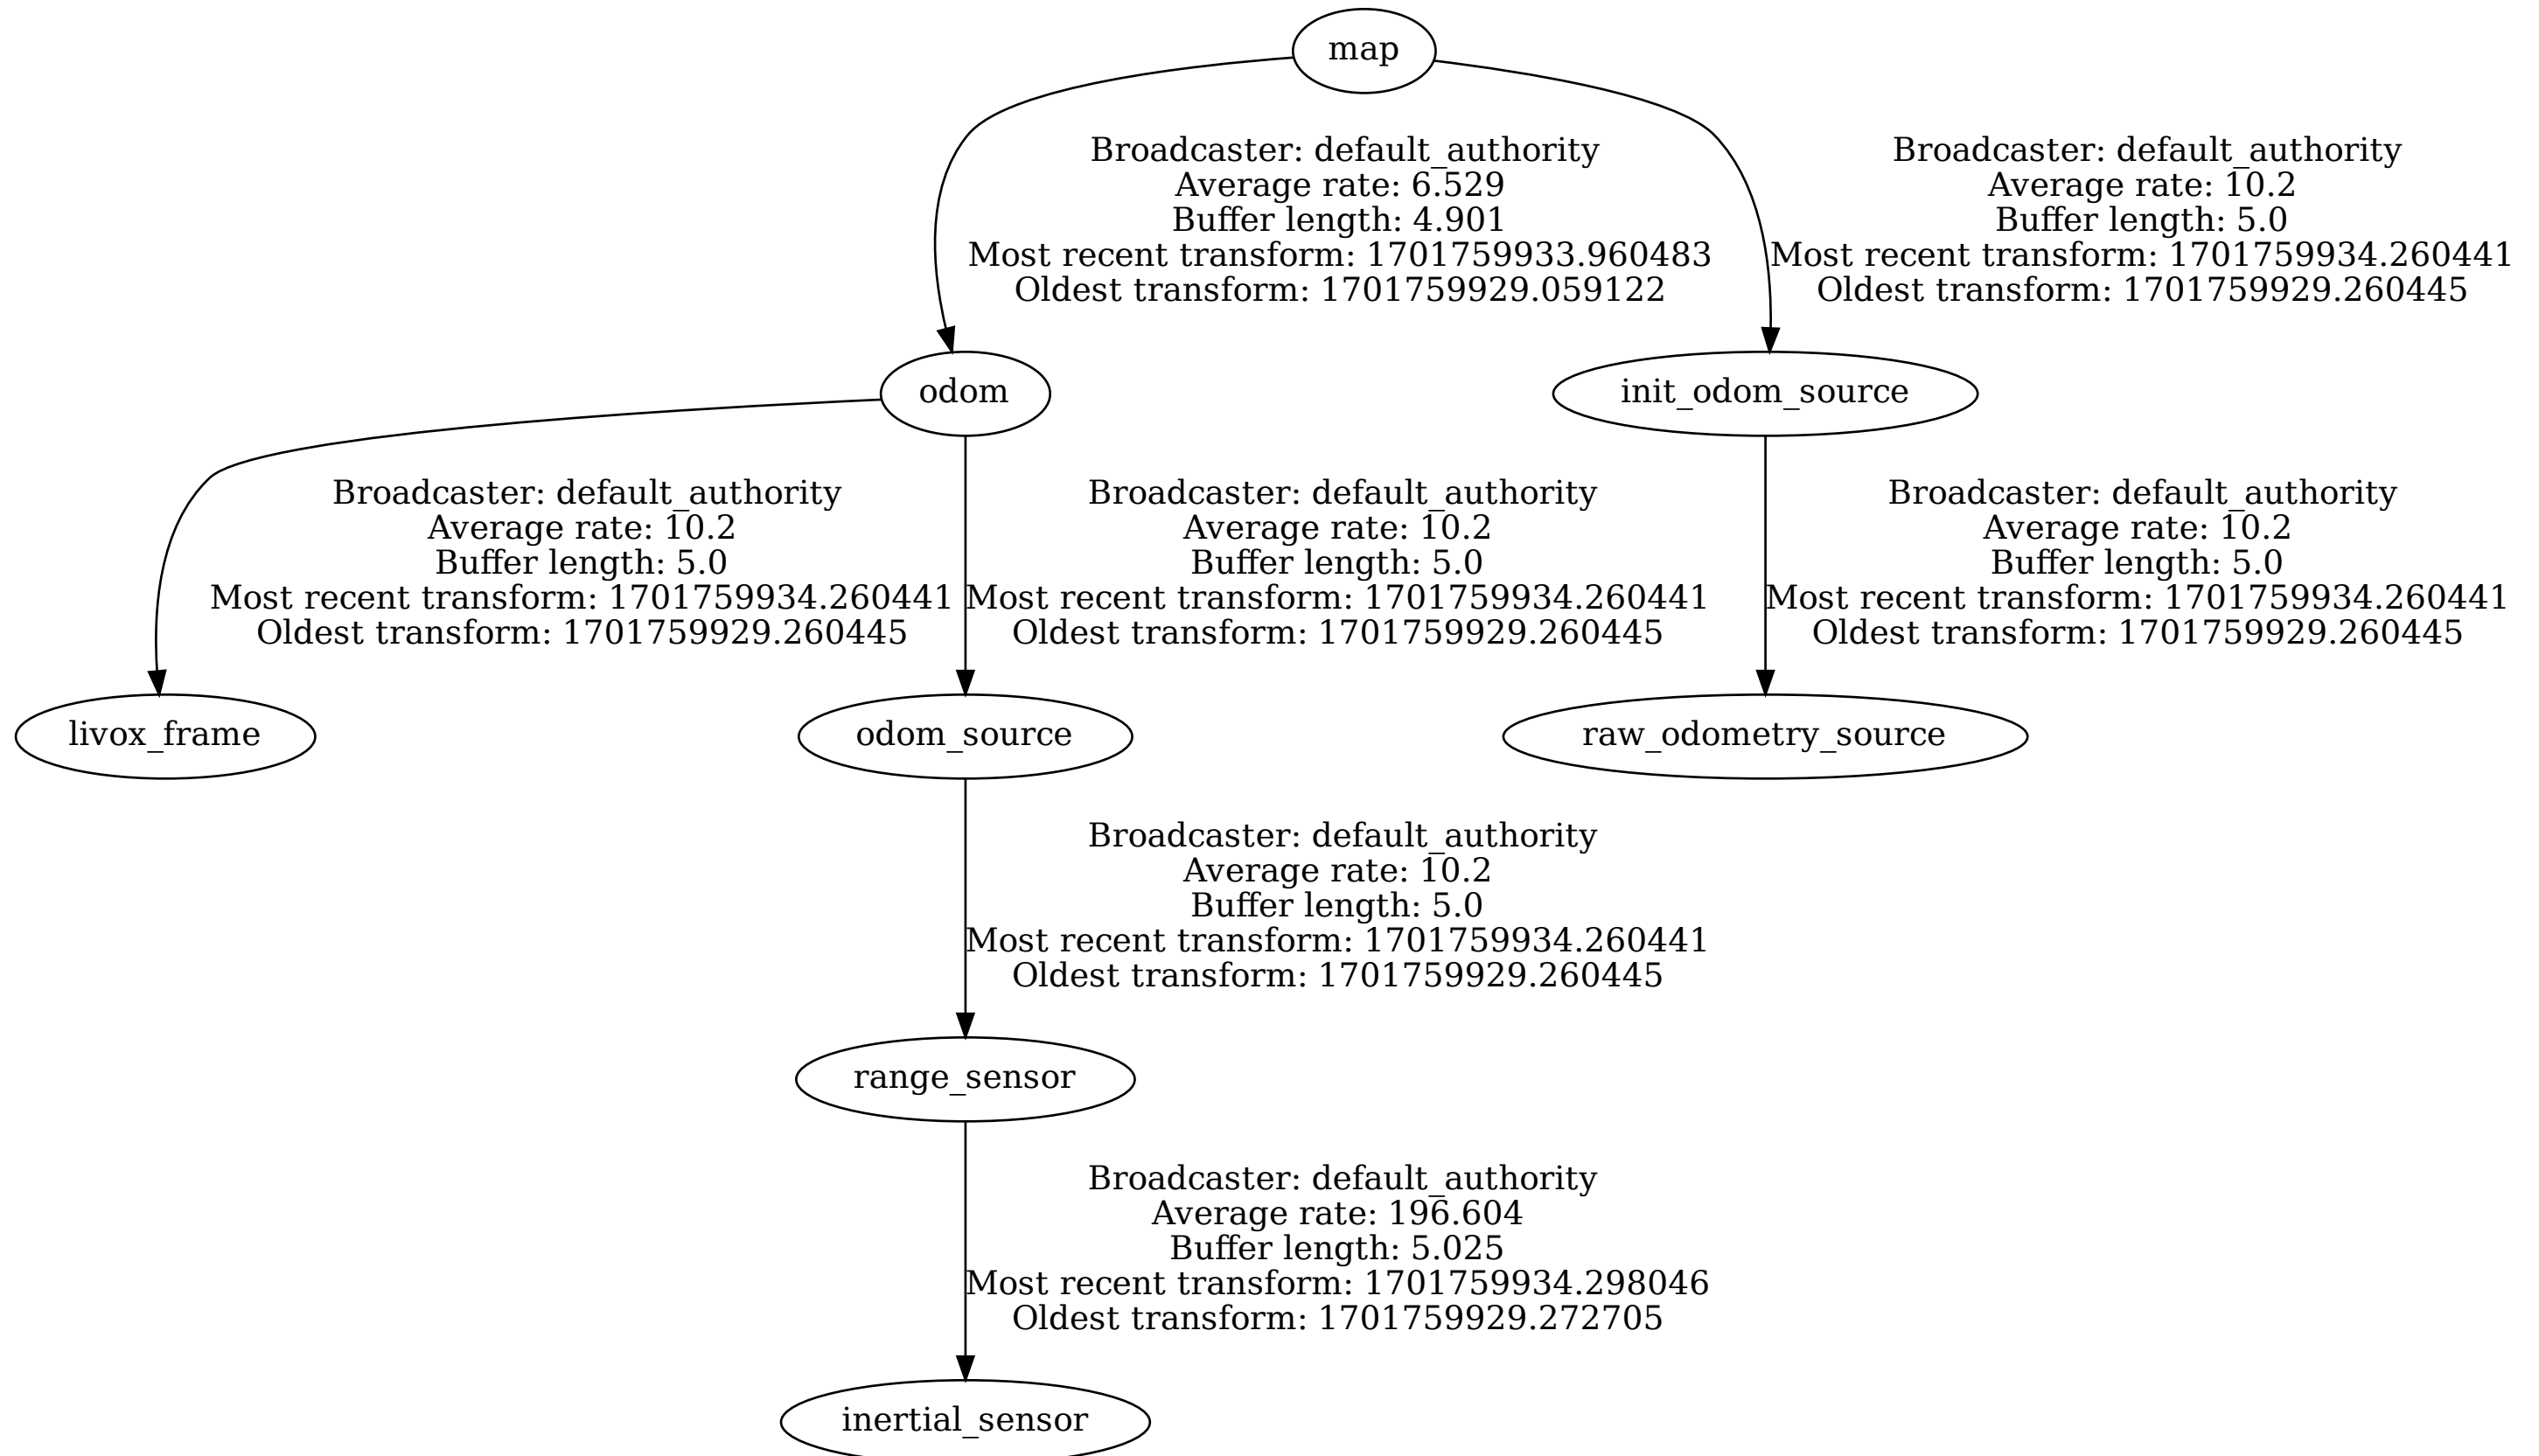 map
Broadcaster: default_authority
Average rate: 6.529
Buffer length: 4.901
Most recent transform: 1701759933.960483
Oldest transform: 1701759929.059122
Broadcaster: default_authority
Average rate: 10.2
Buffer length: 5.0
Most recent transform: 1701759934.260441
Oldest transform: 1701759929.260445
odom
init_odom_source
Broadcaster: default_authority
Average rate: 10.2
Buffer length: 5.0
Most recent transform: 1701759934.260441
Oldest transform: 1701759929.260445
Broadcaster: default_authority
Average rate: 10.2
Buffer length: 5.0
Most recent transform: 1701759934.260441
Oldest transform: 1701759929.260445
Broadcaster: default_authority
Average rate: 10.2
Buffer length: 5.0
Most recent transform: 1701759934.260441
Oldest transform: 1701759929.260445
livox_frame
odom_source
raw_odometry_source
Broadcaster: default_authority
Average rate: 10.2
Buffer length: 5.0
Most recent transform: 1701759934.260441
Oldest transform: 1701759929.260445
range_sensor
Broadcaster: default_authority
Average rate: 196.604
Buffer length: 5.025
Most recent transform: 1701759934.298046
Oldest transform: 1701759929.272705
inertial_sensor